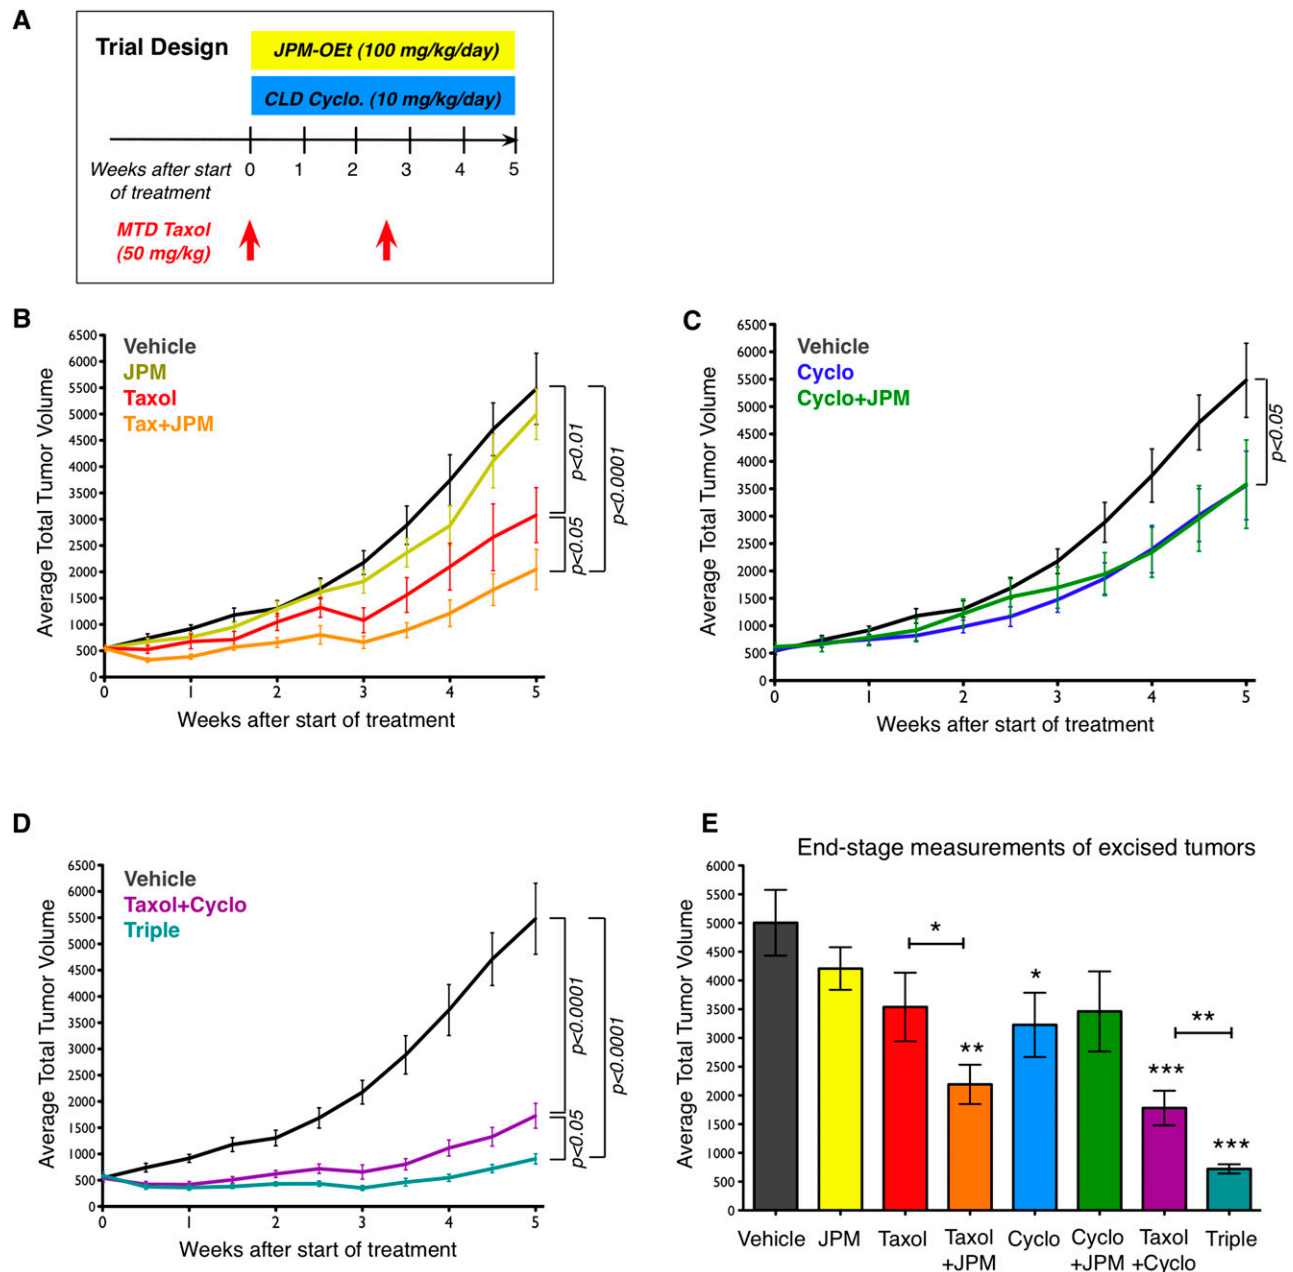 A
Trial Design
JPM-OEt (100 mg/kg/day)
CLD Cyclo. (10 mg/kg/day)
Weeks after start
of treatment
0 1 2 3 4 5
MTD Taxol
(50 mg/kg)
B
Average Total Tumor Volume
6500
6000
5500
5000
4500
4000
3500
3000
2500
2000
1500
1000
500
0
Vehicle
JPM
Taxol
Tax+JPM
p<0.01
p<0.05
p<0.0001
0 1 2 3 4 5
Weeks after start of treatment
C
Average Total Tumor Volume
6500
6000
5500
5000
4500
4000
3500
3000
2500
2000
1500
1000
500
0
Vehicle
Cyclo
Cyclo+JPM
p<0.05
0 1 2 3 4 5
Weeks after start of treatment
D
Average Total Tumor Volume
6500
6000
5500
5000
4500
4000
3500
3000
2500
2000
1500
1000
500
0
Vehicle
Taxol+Cyclo
Triple
p<0.0001
p<0.05
p<0.0001
0 1 2 3 4 5
Weeks after start of treatment
E
End-stage measurements of excised tumors
Average Total Tumor Volume
6000
5500
5000
4500
4000
3500
3000
2500
2000
1500
1000
500
0
*
**
*
**
***
***
Vehicle JPM Taxol Taxol Cyclo Cyclo Taxol Triple
+JPM +JPM +Cyclo